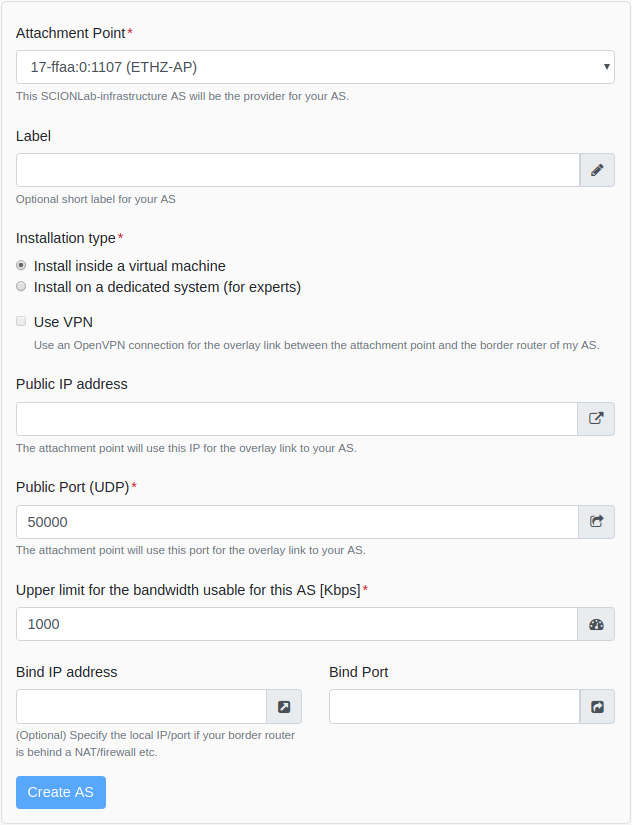 Attachment Point*
17-ffaa:0:1107 (ETHZ-AP)
This SCIONLab-infrastructure AS will be the provider for your AS.
Label
Optional short label for your AS
Installation type*
Install inside a virtual machine
Install on a dedicated system (for experts)
Use VPN
Use an OpenVPN connection for the overlay link between the attachment point and the border router of my AS.
Public IP address
The attachment point will use this IP for the overlay link to your AS.
Public Port (UDP)*
50000
The attachment point will use this port for the overlay link to your AS.
Upper limit for the bandwidth usable for this AS [Kbps]*
1000
Bind IP address
Bind Port
(Optional) Specify the local IP/port if your border router
is behind a NAT/firewall etc.
Create AS